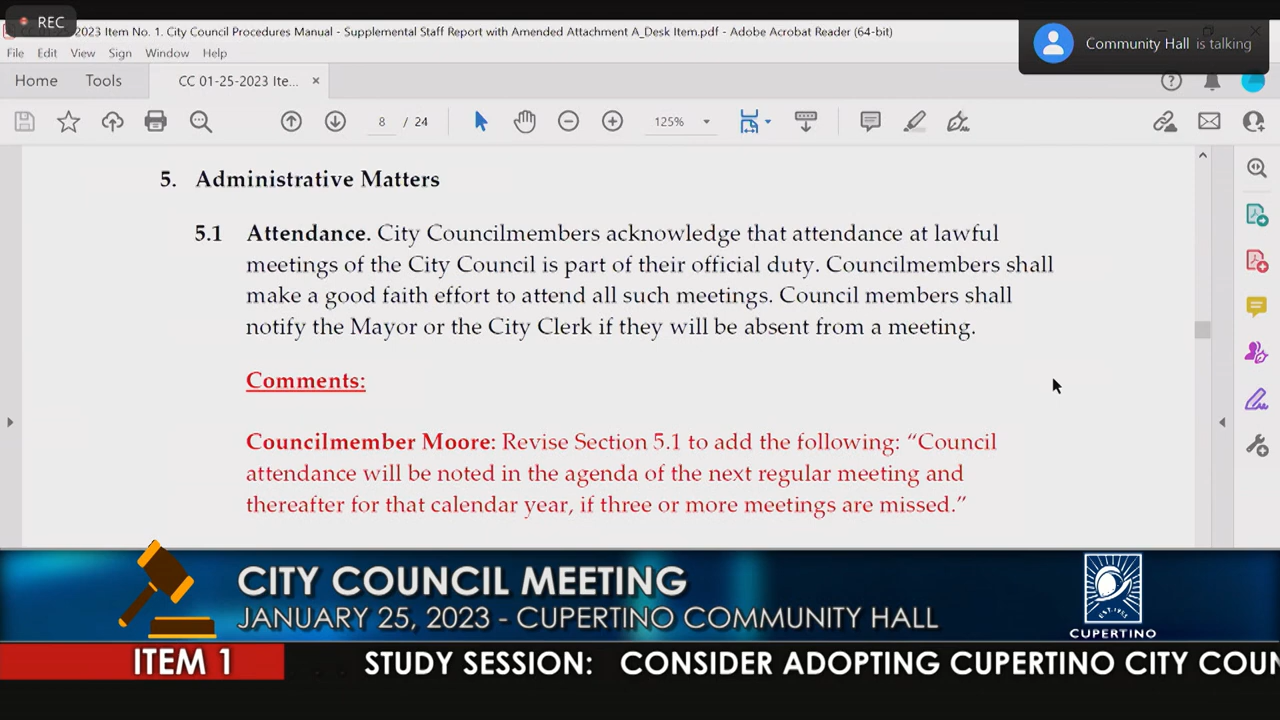 REC
2023 Item No. 1. City Council Procedures Manual - Supplemental Staff Report with Amended Attachment A_Desk Item.pdf - Adobe Acrobat Reader (64-bit)
Community Hall is talking
File Edit View Sign Window Help
Home Tools CC 01-25-2023 Ite... ×
8 / 24 125%
5. Administrative Matters
5.1 Attendance. City Councilmembers acknowledge that attendance at lawful
meetings of the City Council is part of their official duty. Councilmembers shall
make a good faith effort to attend all such meetings. Council members shall
notify the Mayor or the City Clerk if they will be absent from a meeting.
Comments:
Councilmember Moore: Revise Section 5.1 to add the following: “Council
attendance will be noted in the agenda of the next regular meeting and
thereafter for that calendar year, if three or more meetings are missed.”
CITY COUNCIL MEETING
JANUARY 25, 2023 - CUPERTINO COMMUNITY HALL
CUPERTINO
ITEM 1
STUDY SESSION: CONSIDER ADOPTING CUPERTINO CITY COUN